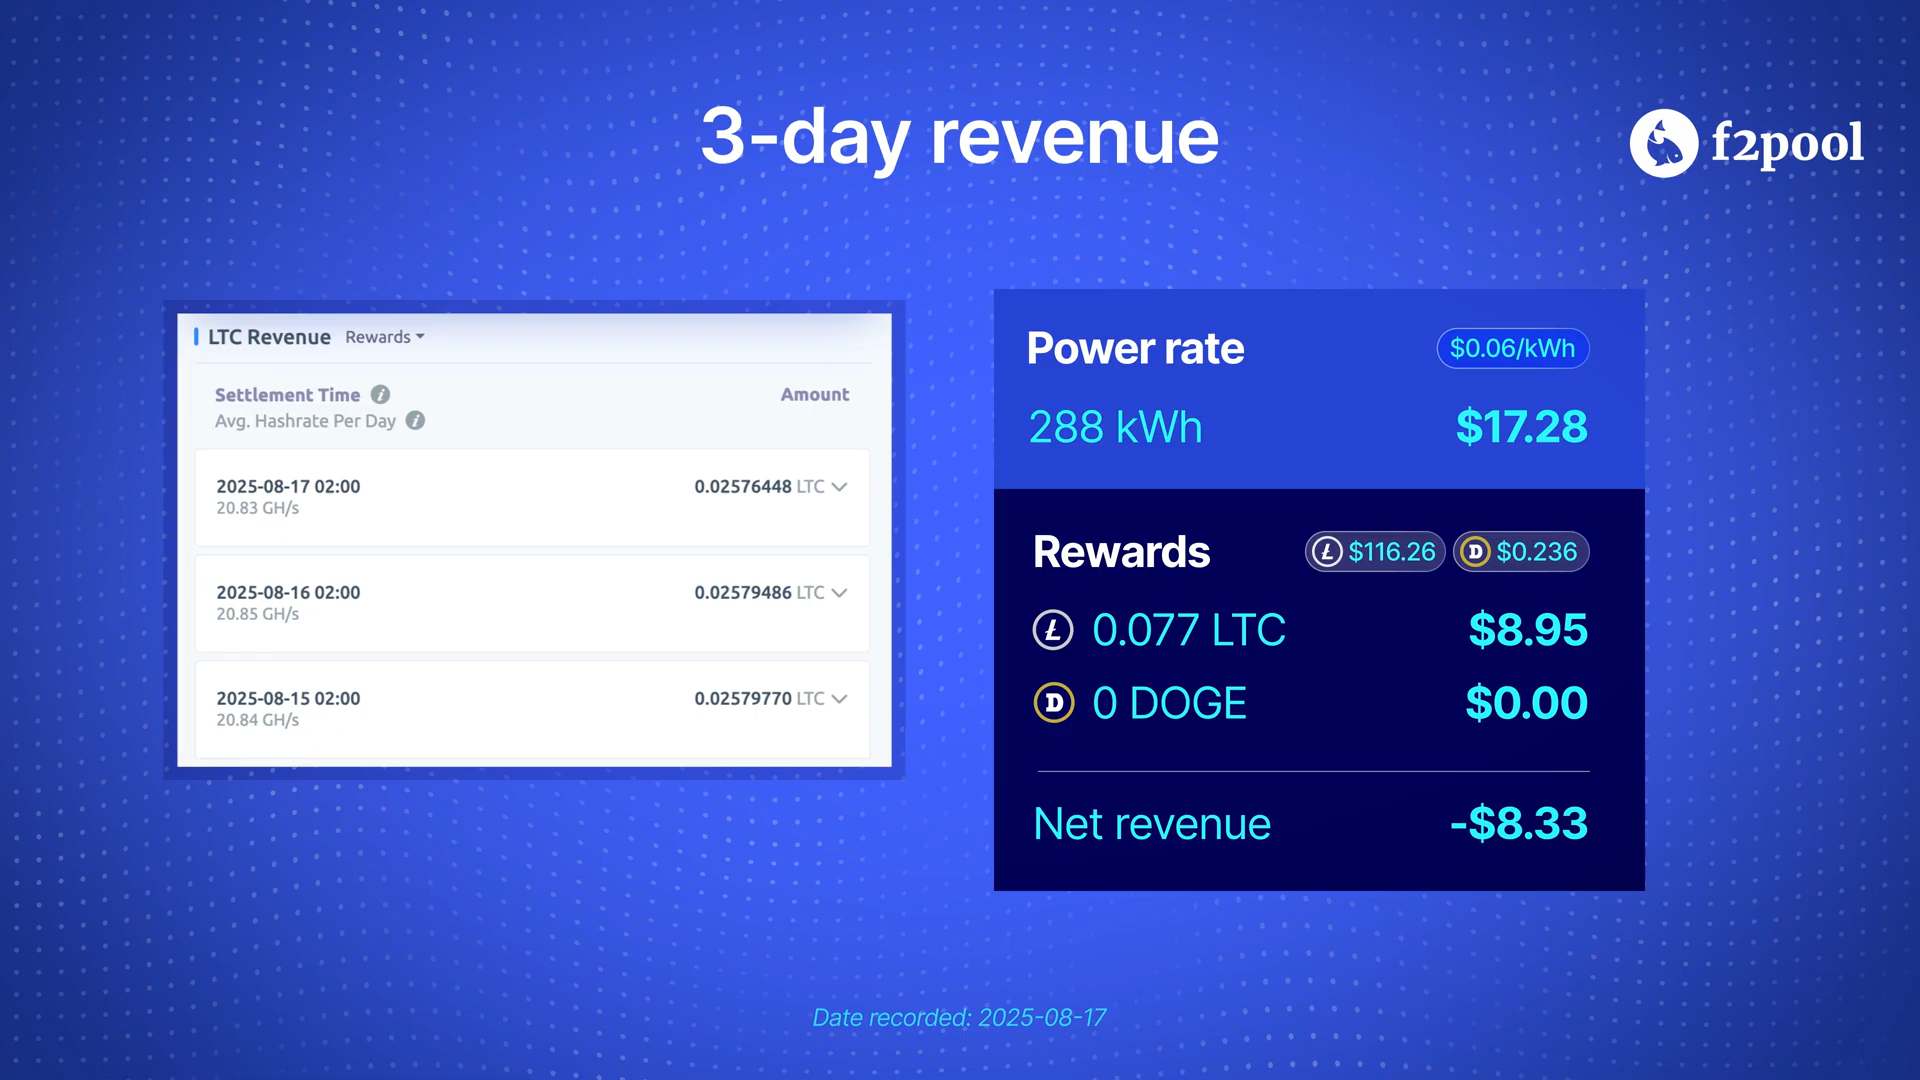 3-day revenue
f2pool
LTC Revenue Rewards
Settlement Time Amount
Avg. Hashrate Per Day
2025-08-17 02:00 0.02576448 LTC
20.83 GH/s
2025-08-16 02:00 0.02579486 LTC
20.85 GH/s
2025-08-15 02:00 0.02579770 LTC
20.84 GH/s
Power rate $0.06/kWh
288 kWh $17.28
Rewards Ł $116.26 D $0.236
Ł 0.077 LTC $8.95
D 0 DOGE $0.00
Net revenue -$8.33
Date recorded: 2025-08-17